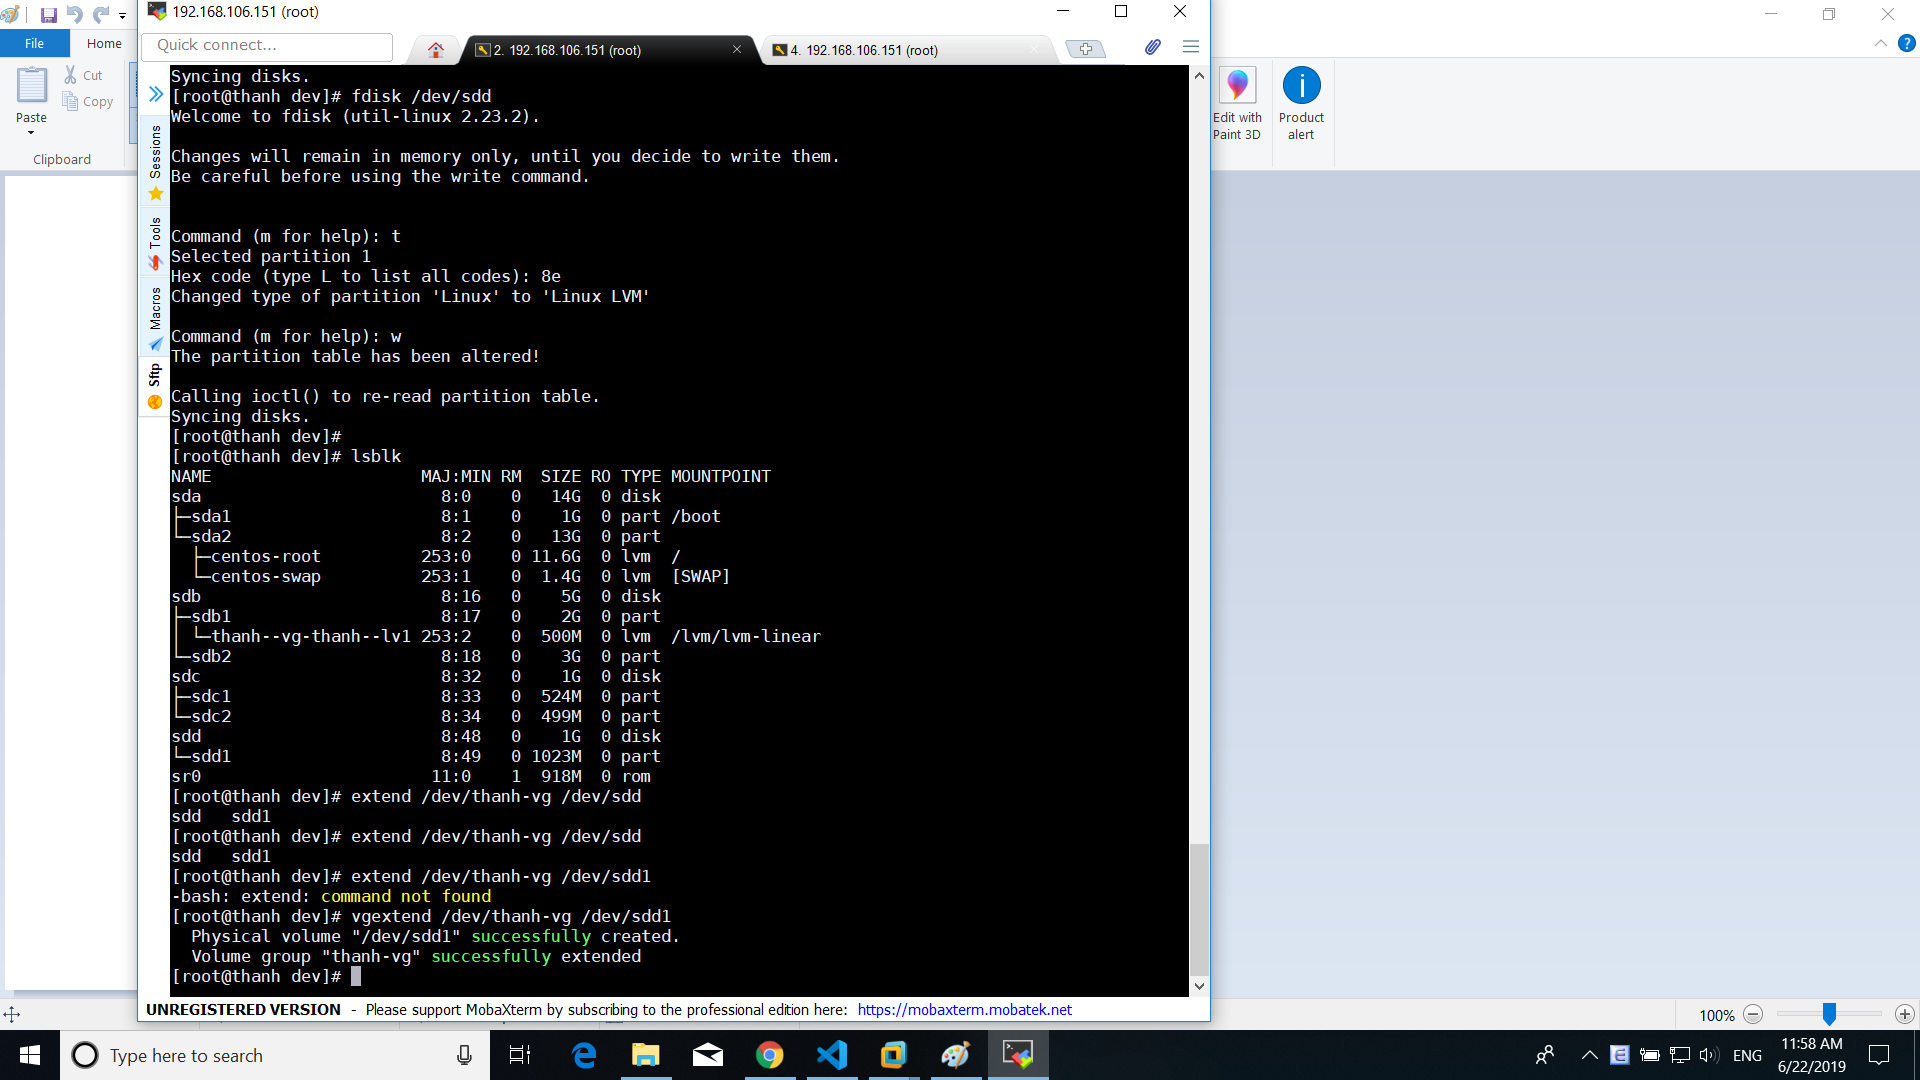 192.168.106.151 (root)
File
Home
Quick connect...
2. 192.168.106.151 (root)
4. 192.168.106.151 (root)
Paste
Cut
Copy
Clipboard
Edit with
Paint 3D
Product
alert
Sessions
Tools
Macros
Sftp
Syncing disks.
[root@thanh dev]# fdisk /dev/sdd
Welcome to fdisk (util-linux 2.23.2).
Changes will remain in memory only, until you decide to write them.
Be careful before using the write command.
Command (m for help): t
Selected partition 1
Hex code (type L to list all codes): 8e
Changed type of partition 'Linux' to 'Linux LVM'
Command (m for help): w
The partition table has been altered!
Calling ioctl() to re-read partition table.
Syncing disks.
[root@thanh dev]#
[root@thanh dev]# lsblk
NAME MAJ:MIN RM SIZE RO TYPE MOUNTPOINT
sda 8:0 0 14G 0 disk
├─sda1 8:1 0 1G 0 part /boot
└─sda2 8:2 0 13G 0 part
├─centos-root 253:0 0 11.6G 0 lvm /
└─centos-swap 253:1 0 1.4G 0 lvm [SWAP]
sdb 8:16 0 5G 0 disk
├─sdb1 8:17 0 2G 0 part
│ └─thanh--vg-thanh--lv1 253:2 0 500M 0 lvm /lvm/lvm-linear
└─sdb2 8:18 0 3G 0 part
sdc 8:32 0 1G 0 disk
├─sdc1 8:33 0 524M 0 part
└─sdc2 8:34 0 499M 0 part
sdd 8:48 0 1G 0 disk
└─sdd1 8:49 0 1023M 0 part
sr0 11:0 1 918M 0 rom
[root@thanh dev]# extend /dev/thanh-vg /dev/sdd
sdd sdd1
[root@thanh dev]# extend /dev/thanh-vg /dev/sdd
sdd sdd1
[root@thanh dev]# extend /dev/thanh-vg /dev/sdd1
-bash: extend: command not found
[root@thanh dev]# vgextend /dev/thanh-vg /dev/sdd1
Physical volume "/dev/sdd1" successfully created.
Volume group "thanh-vg" successfully extended
[root@thanh dev]#
UNREGISTERED VERSION - Please support MobaXterm by subscribing to the professional edition here: https://mobaxterm.mobatek.net
100%
Type here to search
ENG
11:58 AM
6/22/2019